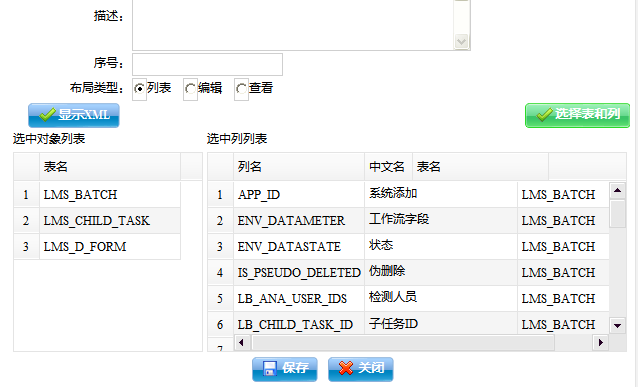 描述:
序号:
布局类型: 列表 编辑 查看
显示XML 选择表和列
选中对象列表 选中列列表
表名 列名 中文名 表名
1 LMS_BATCH 1 APP_ID 系统添加 LMS_BATCH
2 LMS_CHILD_TASK 2 ENV_DATAMETER 工作流字段 LMS_BATCH
3 LMS_D_FORM 3 ENV_DATASTATE 状态 LMS_BATCH
4 IS_PSEUDO_DELETED 伪删除 LMS_BATCH
5 LB_ANA_USER_IDS 检测人员 LMS_BATCH
6 LB_CHILD_TASK_ID 子任务ID LMS_BATCH
7
保存 关闭